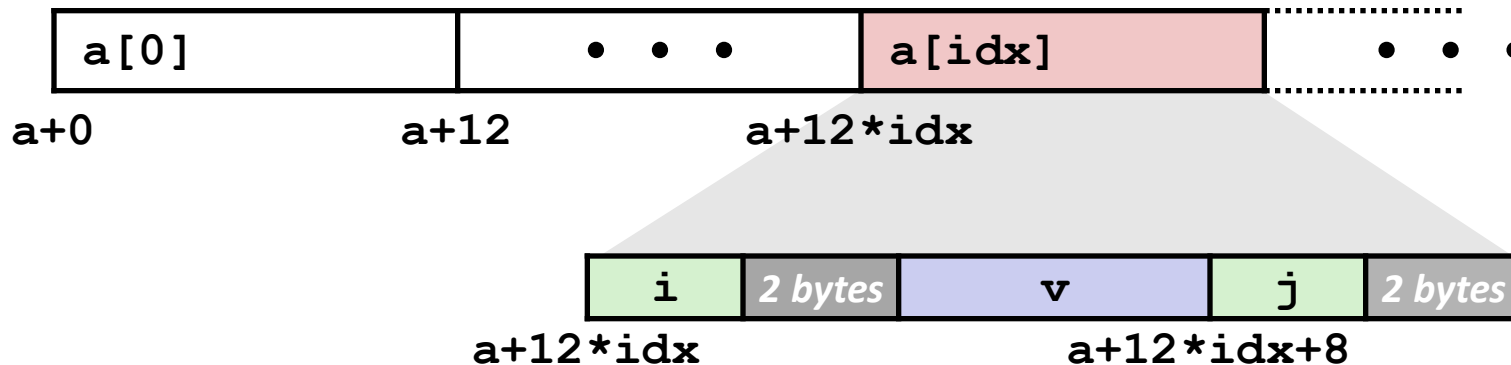 a[0] • • • a[idx] • • •
a+0 a+12 a+12*idx
i 2 bytes v j 2 bytes
a+12*idx a+12*idx+8